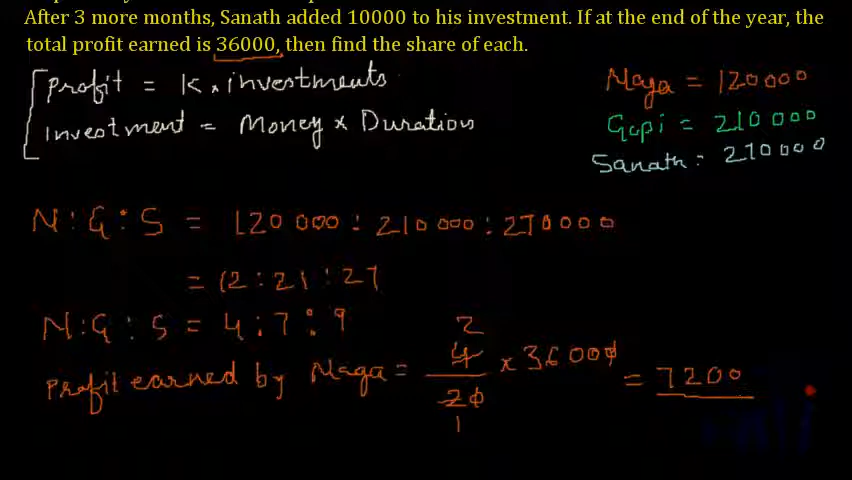 After 3 more months, Sanath added 10000 to his investment. If at the end of the year, the
total profit earned is 36000, then find the share of each.
Profit = K × investments
Investment = Money × Duration
Naga = 120000
Gopi = 210000
Sanath = 270000
N : G : S = 120000 : 210000 : 270000
= 12 : 21 : 27
N : G : S = 4 : 7 : 9
Profit earned by Naga = 4/20 × 36000 = 7200
2
1